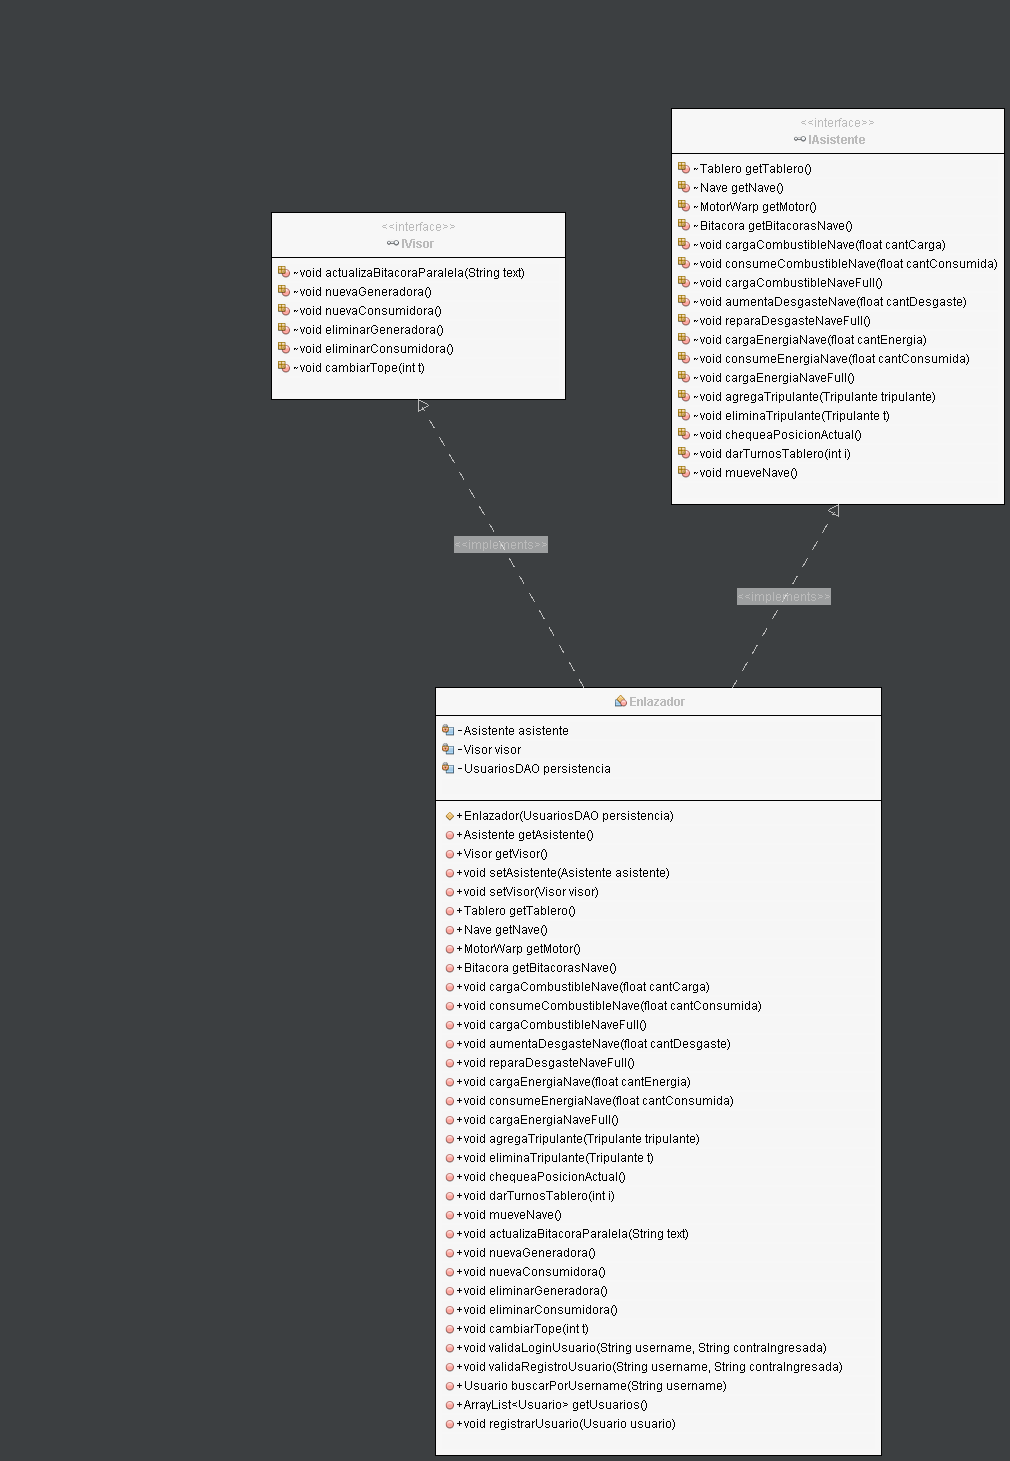 <<interface>>
IVisor
~void actualizaBitacoraParalela(String text)
~void nuevaGeneradora()
~void nuevaConsumidora()
~void eliminarGeneradora()
~void eliminarConsumidora()
~void cambiarTope(int t)
<<interface>>
IAsistente
~Tablero getTablero()
~Nave getNave()
~MotorWarp getMotor()
~Bitacora getBitacorasNave()
~void cargaCombustibleNave(float cantCarga)
~void consumeCombustibleNave(float cantConsumida)
~void cargaCombustibleNaveFull()
~void aumentaDesgasteNave(float cantDesgaste)
~void reparaDesgasteNaveFull()
~void cargaEnergiaNave(float cantEnergia)
~void consumeEnergiaNave(float cantConsumida)
~void cargaEnergiaNaveFull()
~void agregaTripulante(Tripulante tripulante)
~void eliminaTripulante(Tripulante t)
~void chequeaPosicionActual()
~void darTurnosTablero(int i)
~void mueveNave()
<<implements>>
<<implements>>
Enlazador
-Asistente asistente
-Visor visor
-UsuariosDAO persistencia
+Enlazador(UsuariosDAO persistencia)
+Asistente getAsistente()
+Visor getVisor()
+void setAsistente(Asistente asistente)
+void setVisor(Visor visor)
+Tablero getTablero()
+Nave getNave()
+MotorWarp getMotor()
+Bitacora getBitacorasNave()
+void cargaCombustibleNave(float cantCarga)
+void consumeCombustibleNave(float cantConsumida)
+void cargaCombustibleNaveFull()
+void aumentaDesgasteNave(float cantDesgaste)
+void reparaDesgasteNaveFull()
+void cargaEnergiaNave(float cantEnergia)
+void consumeEnergiaNave(float cantConsumida)
+void cargaEnergiaNaveFull()
+void agregaTripulante(Tripulante tripulante)
+void eliminaTripulante(Tripulante t)
+void chequeaPosicionActual()
+void darTurnosTablero(int i)
+void mueveNave()
+void actualizaBitacoraParalela(String text)
+void nuevaGeneradora()
+void nuevaConsumidora()
+void eliminarGeneradora()
+void eliminarConsumidora()
+void cambiarTope(int t)
+void validaLoginUsuario(String username, String contraIngresada)
+void validaRegistroUsuario(String username, String contraIngresada)
+Usuario buscarPorUsername(String username)
+ArrayList<Usuario> getUsuarios()
+void registrarUsuario(Usuario usuario)